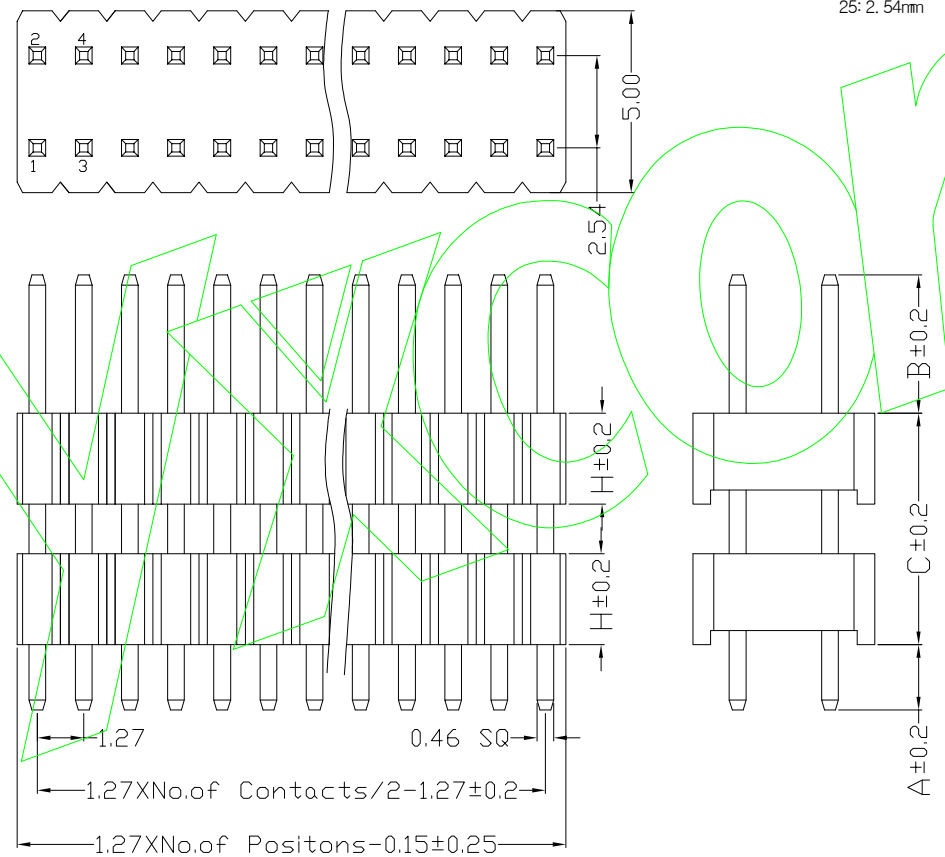 25: 2. 54mm
2 4
1 3
5.00
2.54
B±0.2
H±0.2
C±0.2
H±0.2
A±0.2
1.27
0.46 SQ
1.27XNo.of Contacts/2-1.27±0.2
1.27XNo.of Positons-0.15±0.25